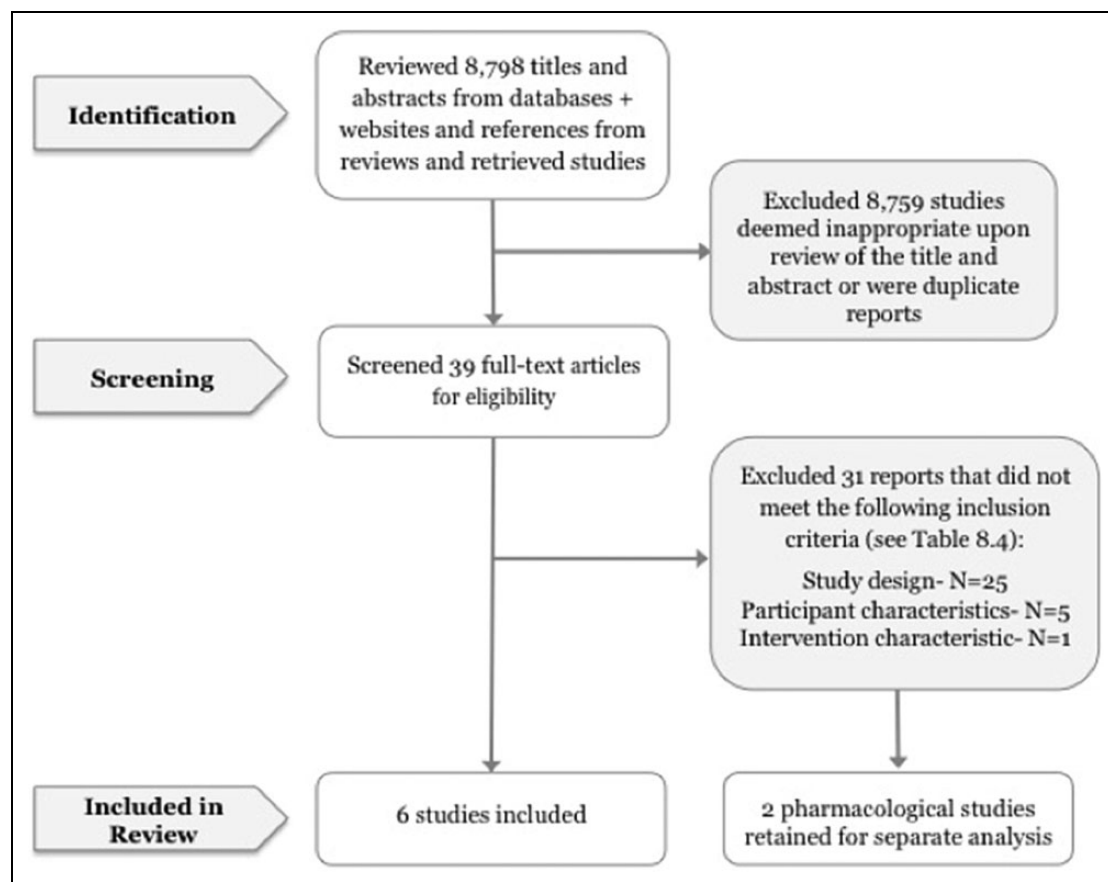 Identification
Reviewed 8,798 titles and
abstracts from databases +
websites and references from
reviews and retrieved studies
Excluded 8,759 studies
deemed inappropriate upon
review of the title and
abstract or were duplicate
reports
Screening
Screened 39 full-text articles
for eligibility
Excluded 31 reports that did not
meet the following inclusion
criteria (see Table 8.4):
Study design- N=25
Participant characteristics- N=5
Intervention characteristic- N=1
Included in
Review
6 studies included
2 pharmacological studies
retained for separate analysis